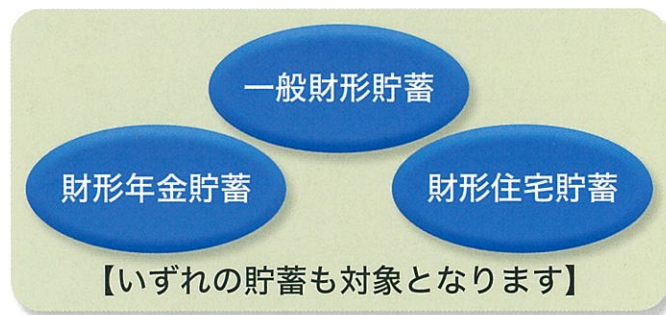 一般財形貯蓄
財形年金貯蓄
財形住宅貯蓄
【いずれの貯蓄も対象となります】